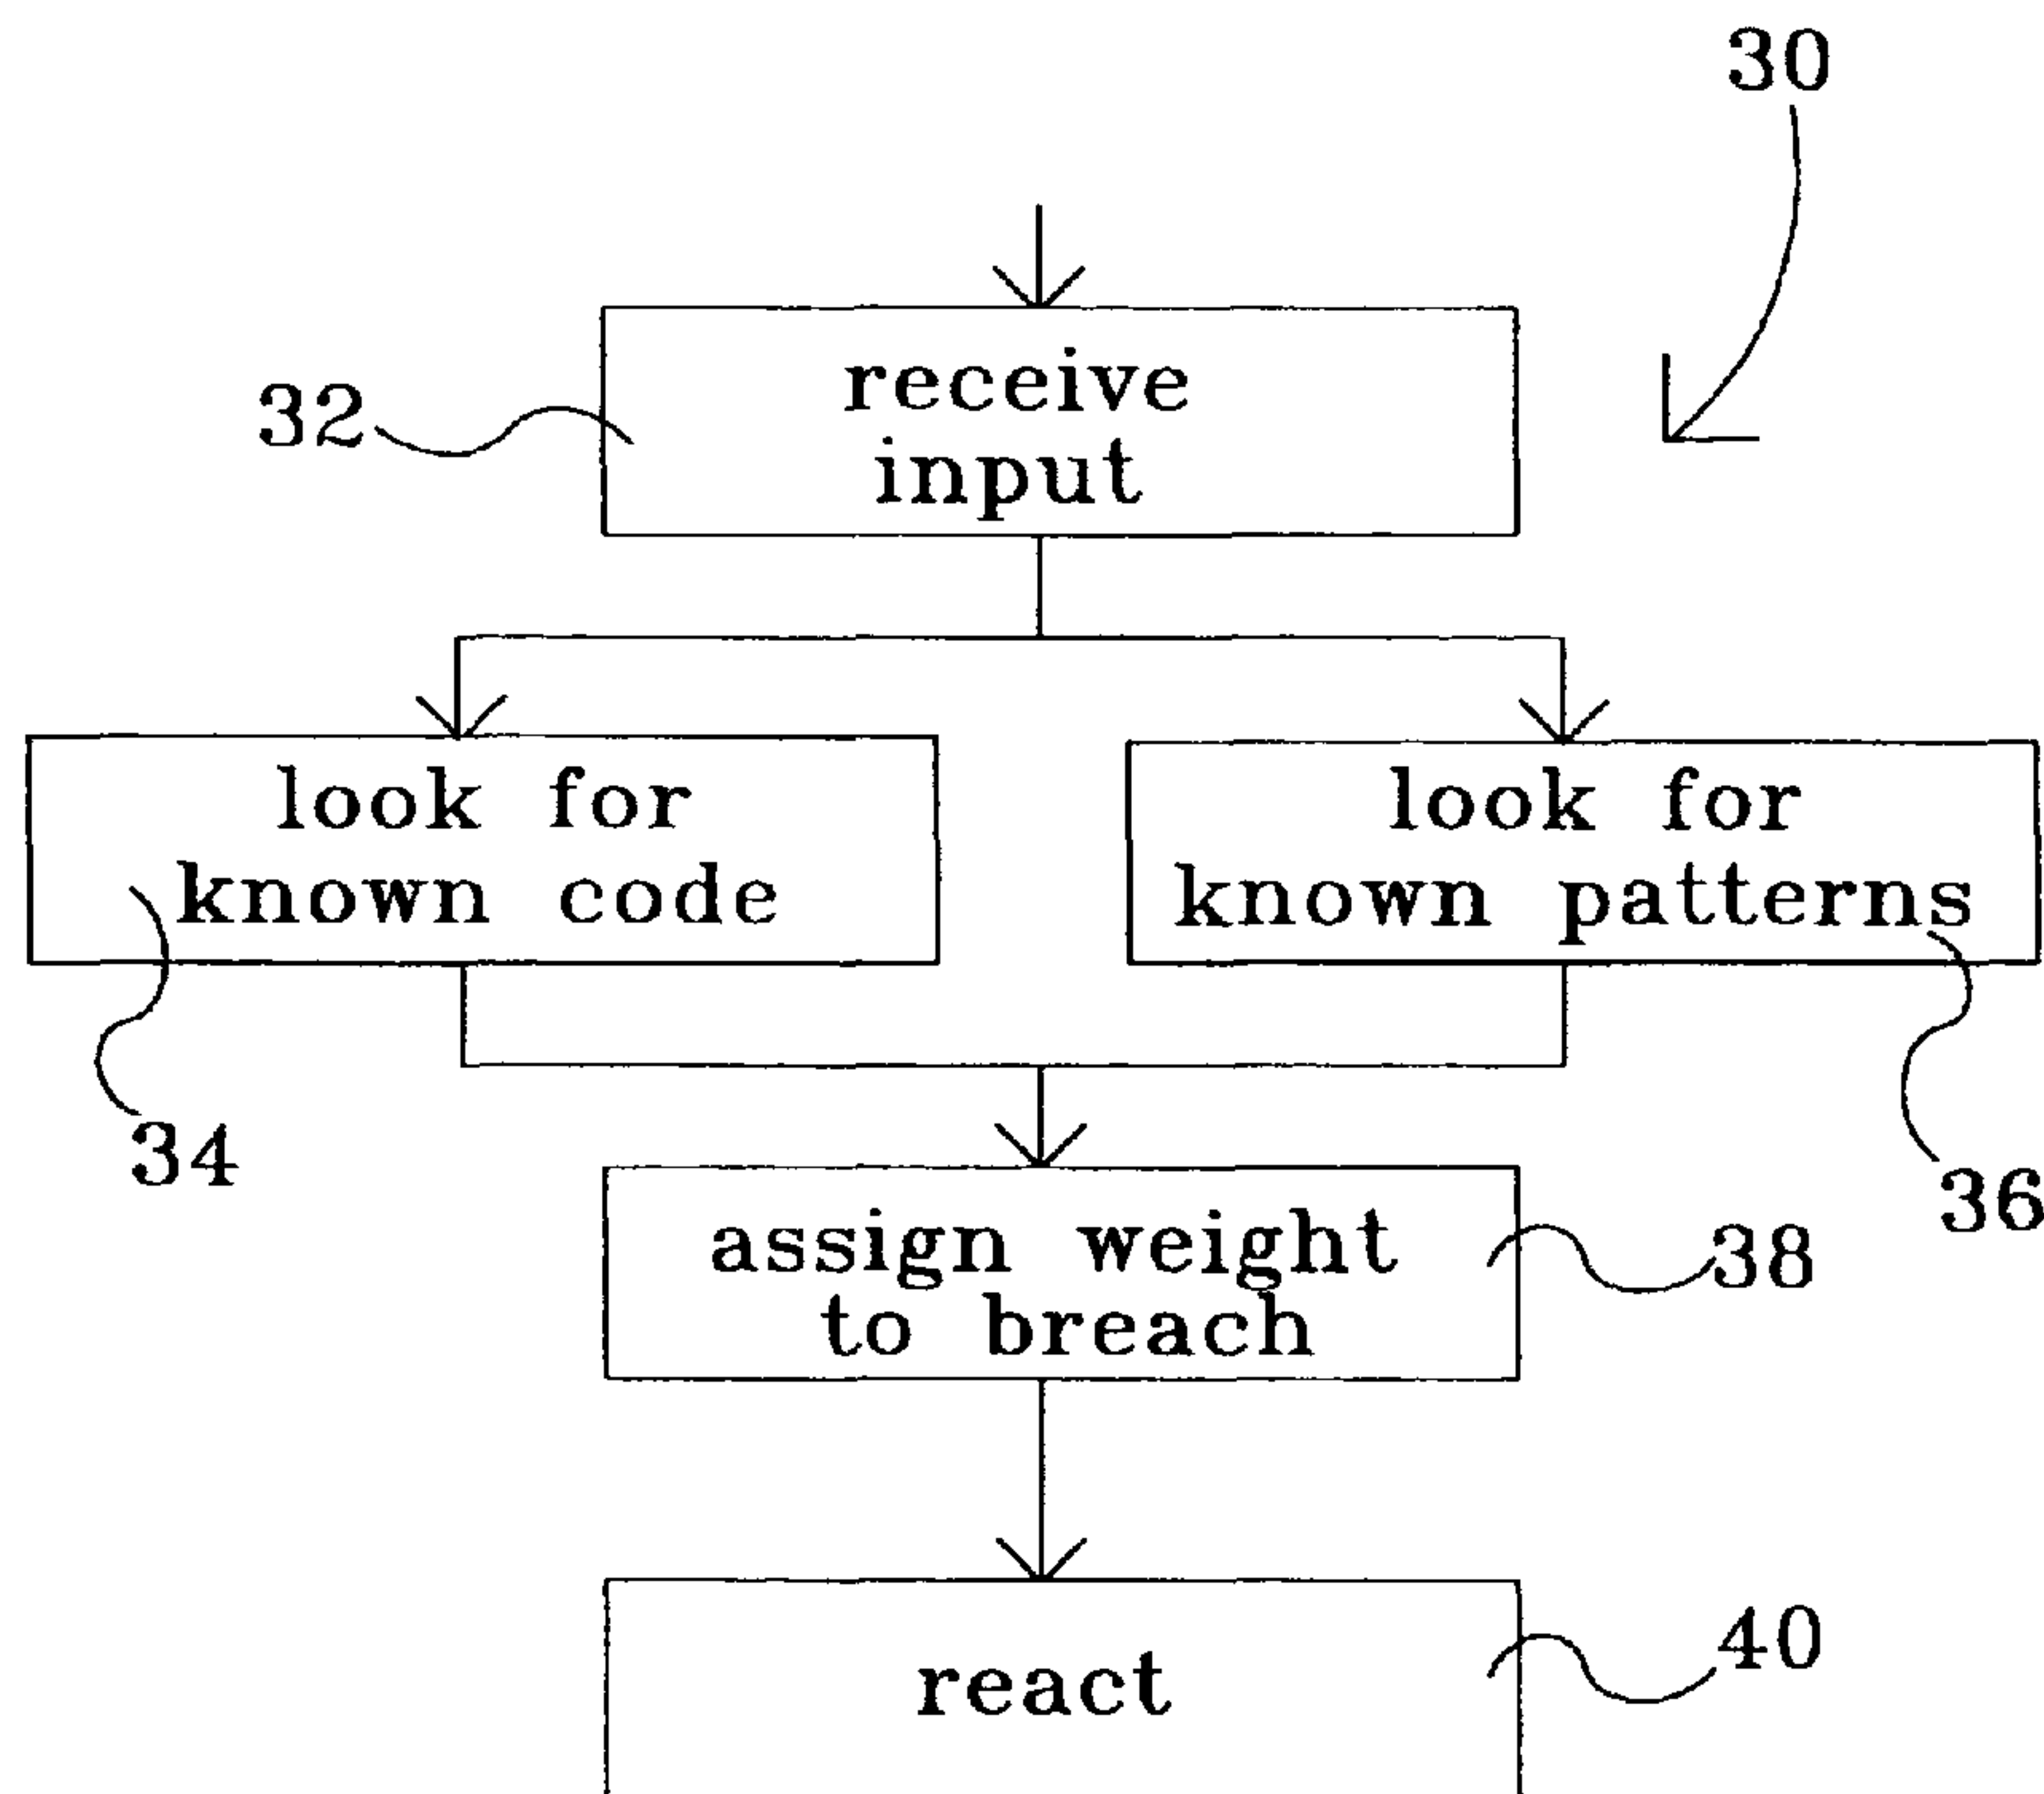 30
receive
input
32
look for
known code
look for
known patterns
34
36
assign weight
to breach
38
react
40